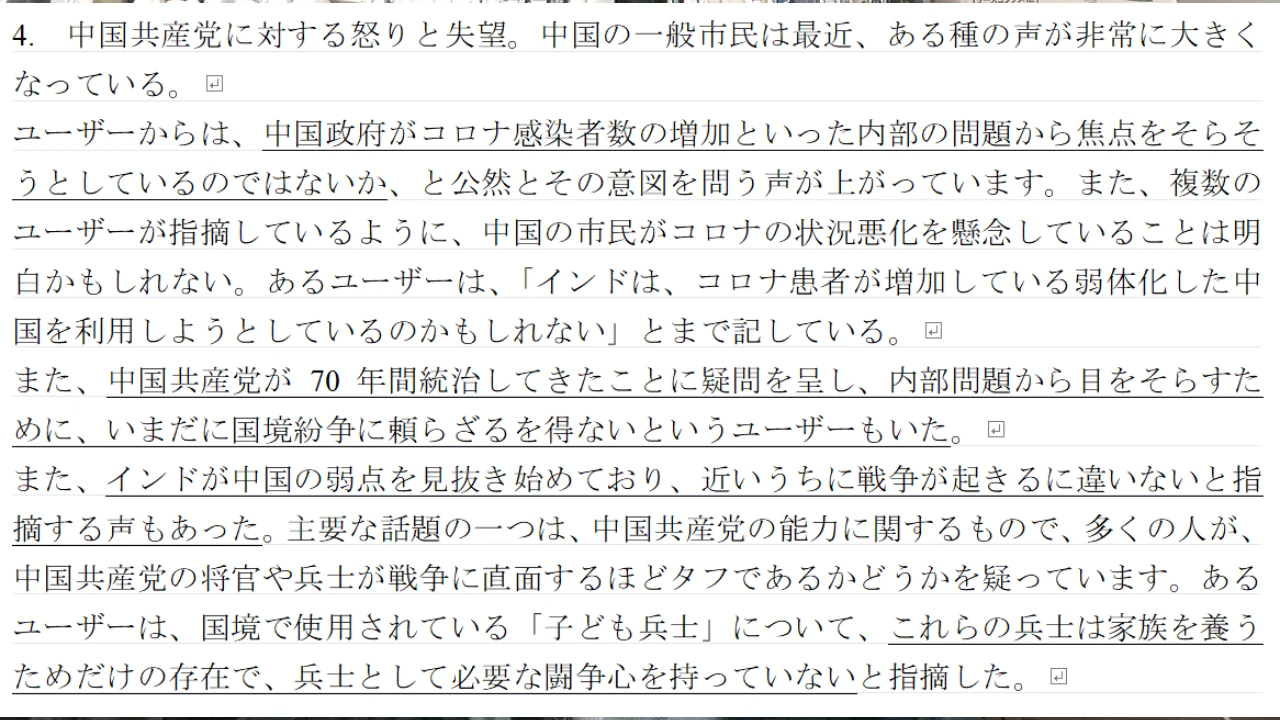 4.　中国共産党に対する怒りと失望。中国の一般市民は最近、ある種の声が非常に大きく
なっている。
ユーザーからは、中国政府がコロナ感染者数の増加といった内部の問題から焦点をそらそ
うとしているのではないか、と公然とその意図を問う声が上がっています。また、複数の
ユーザーが指摘しているように、中国の市民がコロナの状況悪化を懸念していることは明
白かもしれない。あるユーザーは、「インドは、コロナ患者が増加している弱体化した中
国を利用しようとしているのかもしれない」とまで記している。
また、中国共産党が 70 年間統治してきたことに疑問を呈し、内部問題から目をそらすた
めに、いまだに国境紛争に頼らざるを得ないというユーザーもいた。
また、インドが中国の弱点を見抜き始めており、近いうちに戦争が起きるに違いないと指
摘する声もあった。主要な話題の一つは、中国共産党の能力に関するもので、多くの人が、
中国共産党の将官や兵士が戦争に直面するほどタフであるかどうかを疑っています。ある
ユーザーは、国境で使用されている「子ども兵士」について、これらの兵士は家族を養う
ためだけの存在で、兵士として必要な闘争心を持っていないと指摘した。